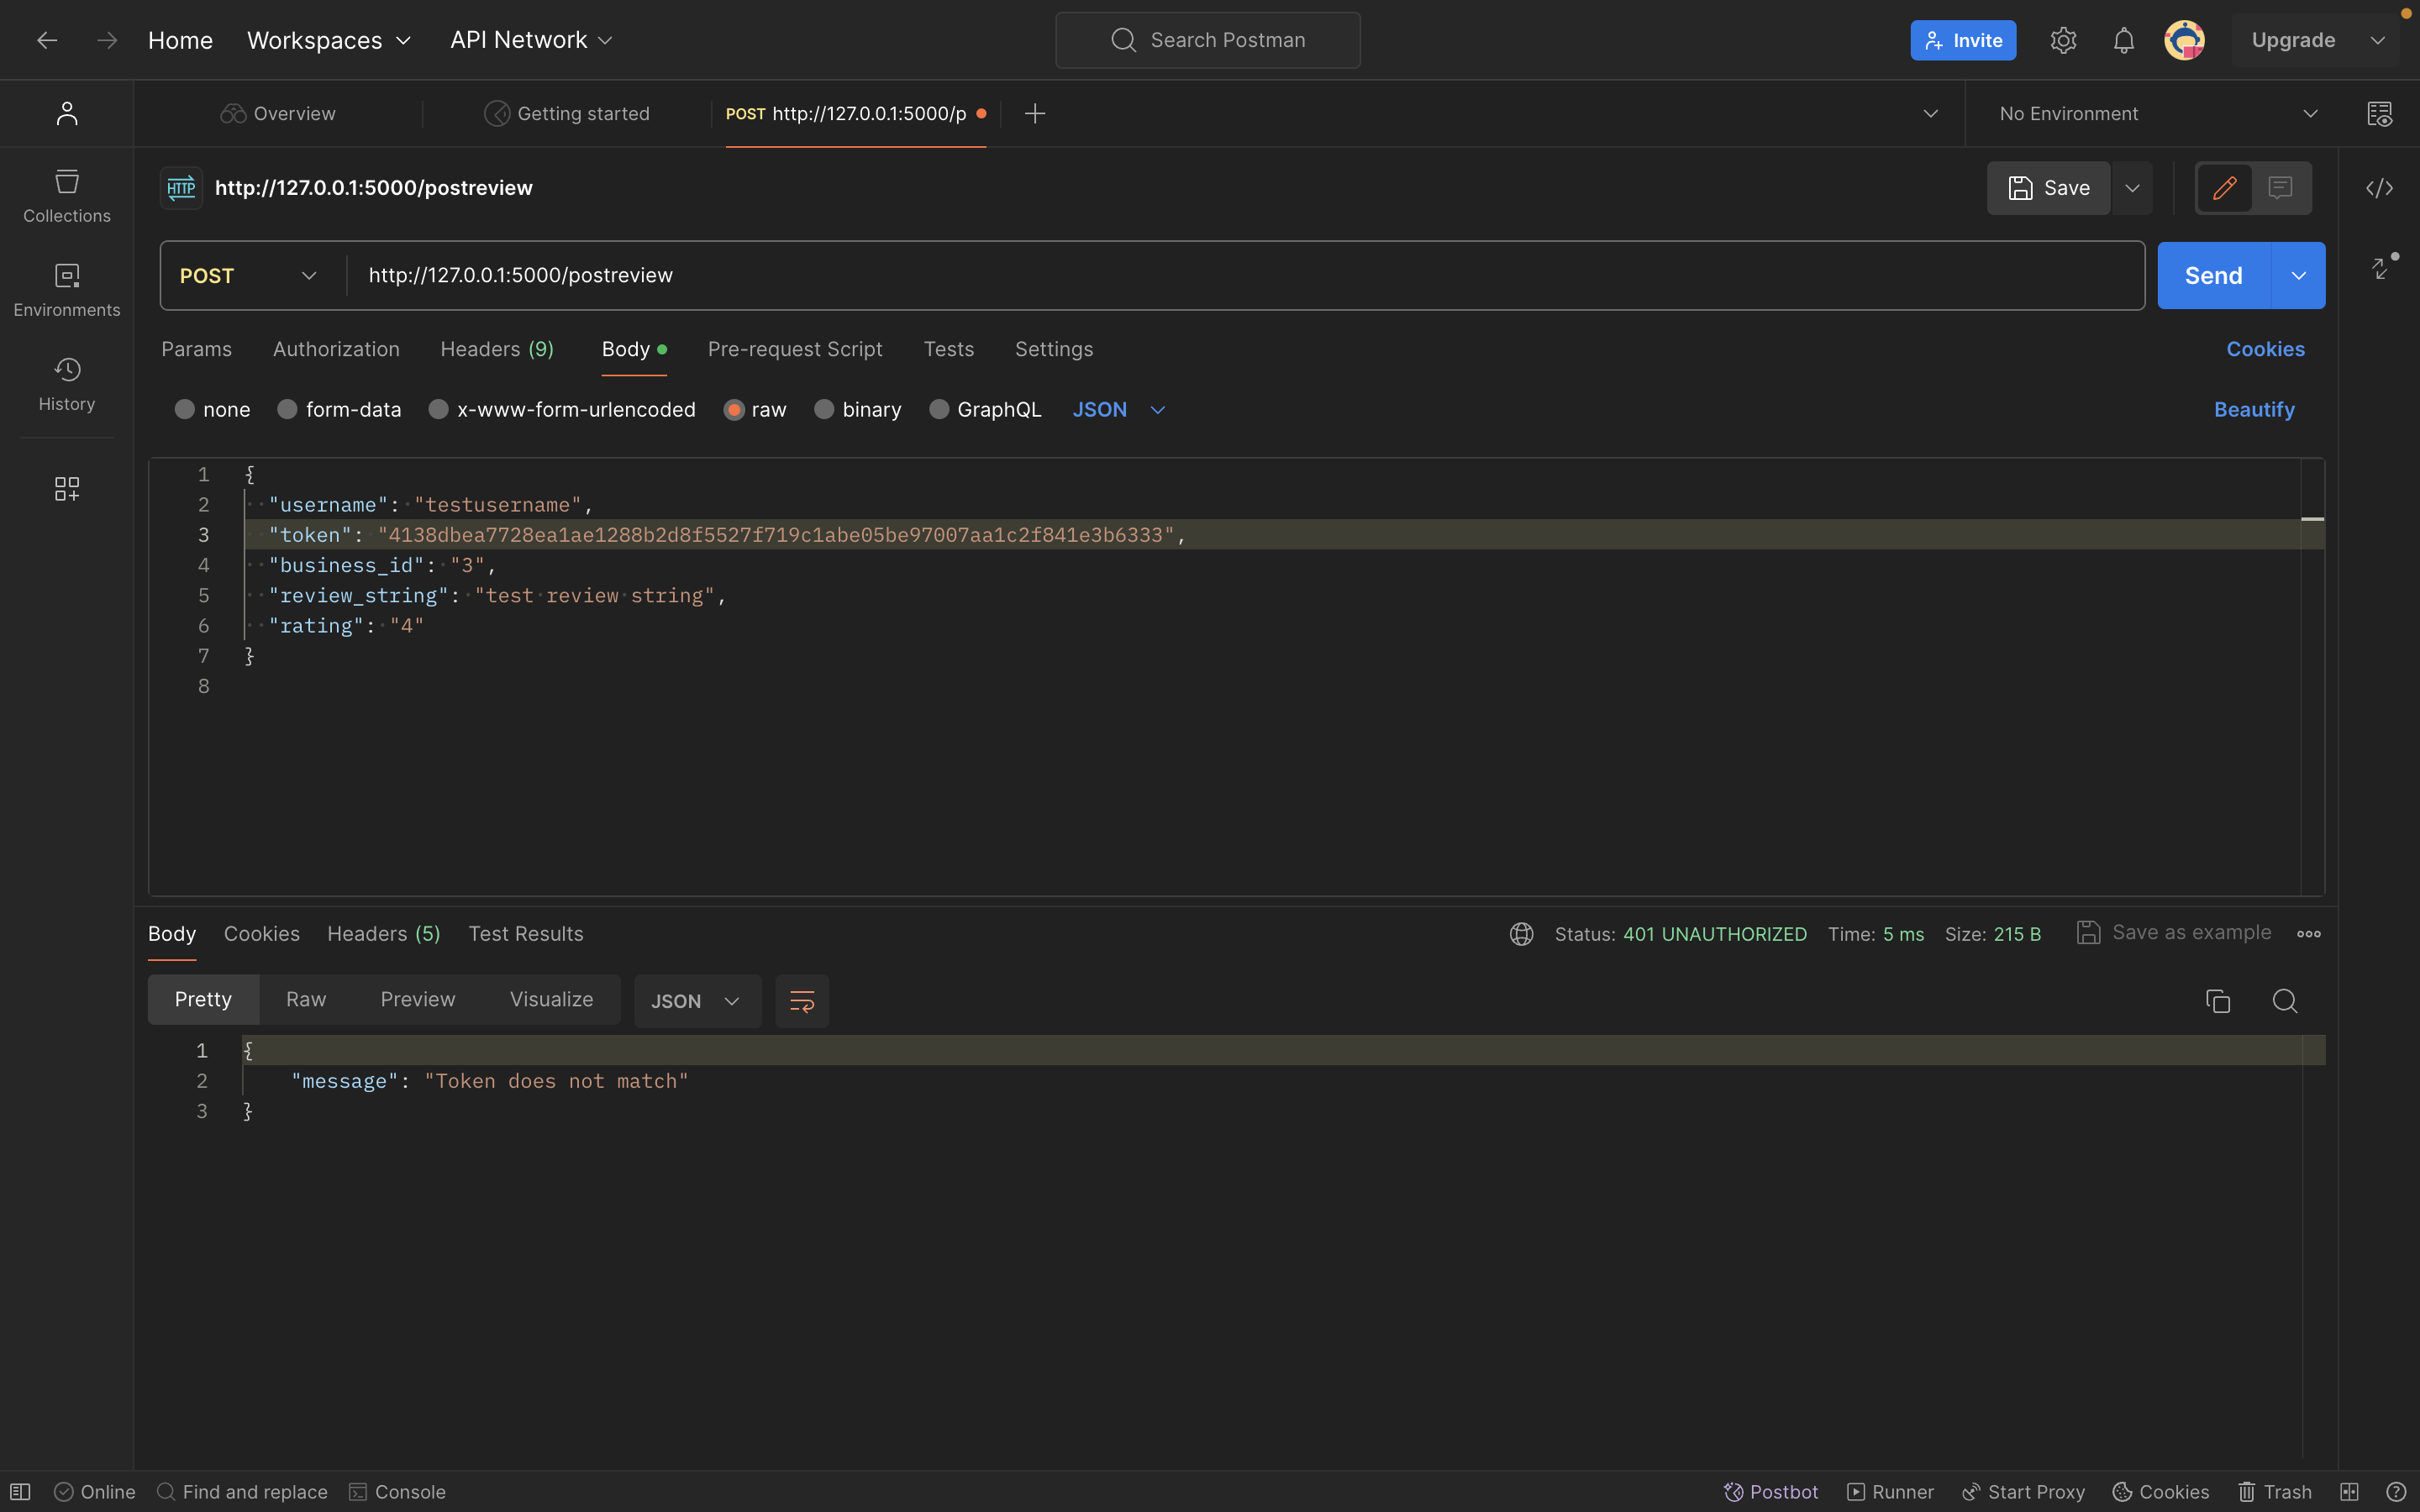 Home Workspaces API Network Search Postman Invite Upgrade
Overview Getting started POST http://127.0.0.1:5000/p No Environment
HTTP http://127.0.0.1:5000/postreview Save
Collections
Environments
History
POST http://127.0.0.1:5000/postreview Send
Params Authorization Headers (9) Body Pre-request Script Tests Settings Cookies
none form-data x-www-form-urlencoded raw binary GraphQL JSON Beautify
1 {
2 "username": "testusername",
3 "token": "4138dbea7728ea1ae1288b2d8f5527f719c1abe05be97007aa1c2f841e3b6333",
4 "business_id": "3",
5 "review_string": "test review string",
6 "rating": "4"
7 }
8
Body Cookies Headers (5) Test Results Status: 401 UNAUTHORIZED Time: 5 ms Size: 215 B Save as example
Pretty Raw Preview Visualize JSON
1 {
2 "message": "Token does not match"
3 }
Online Find and replace Console Postbot Runner Start Proxy Cookies Trash